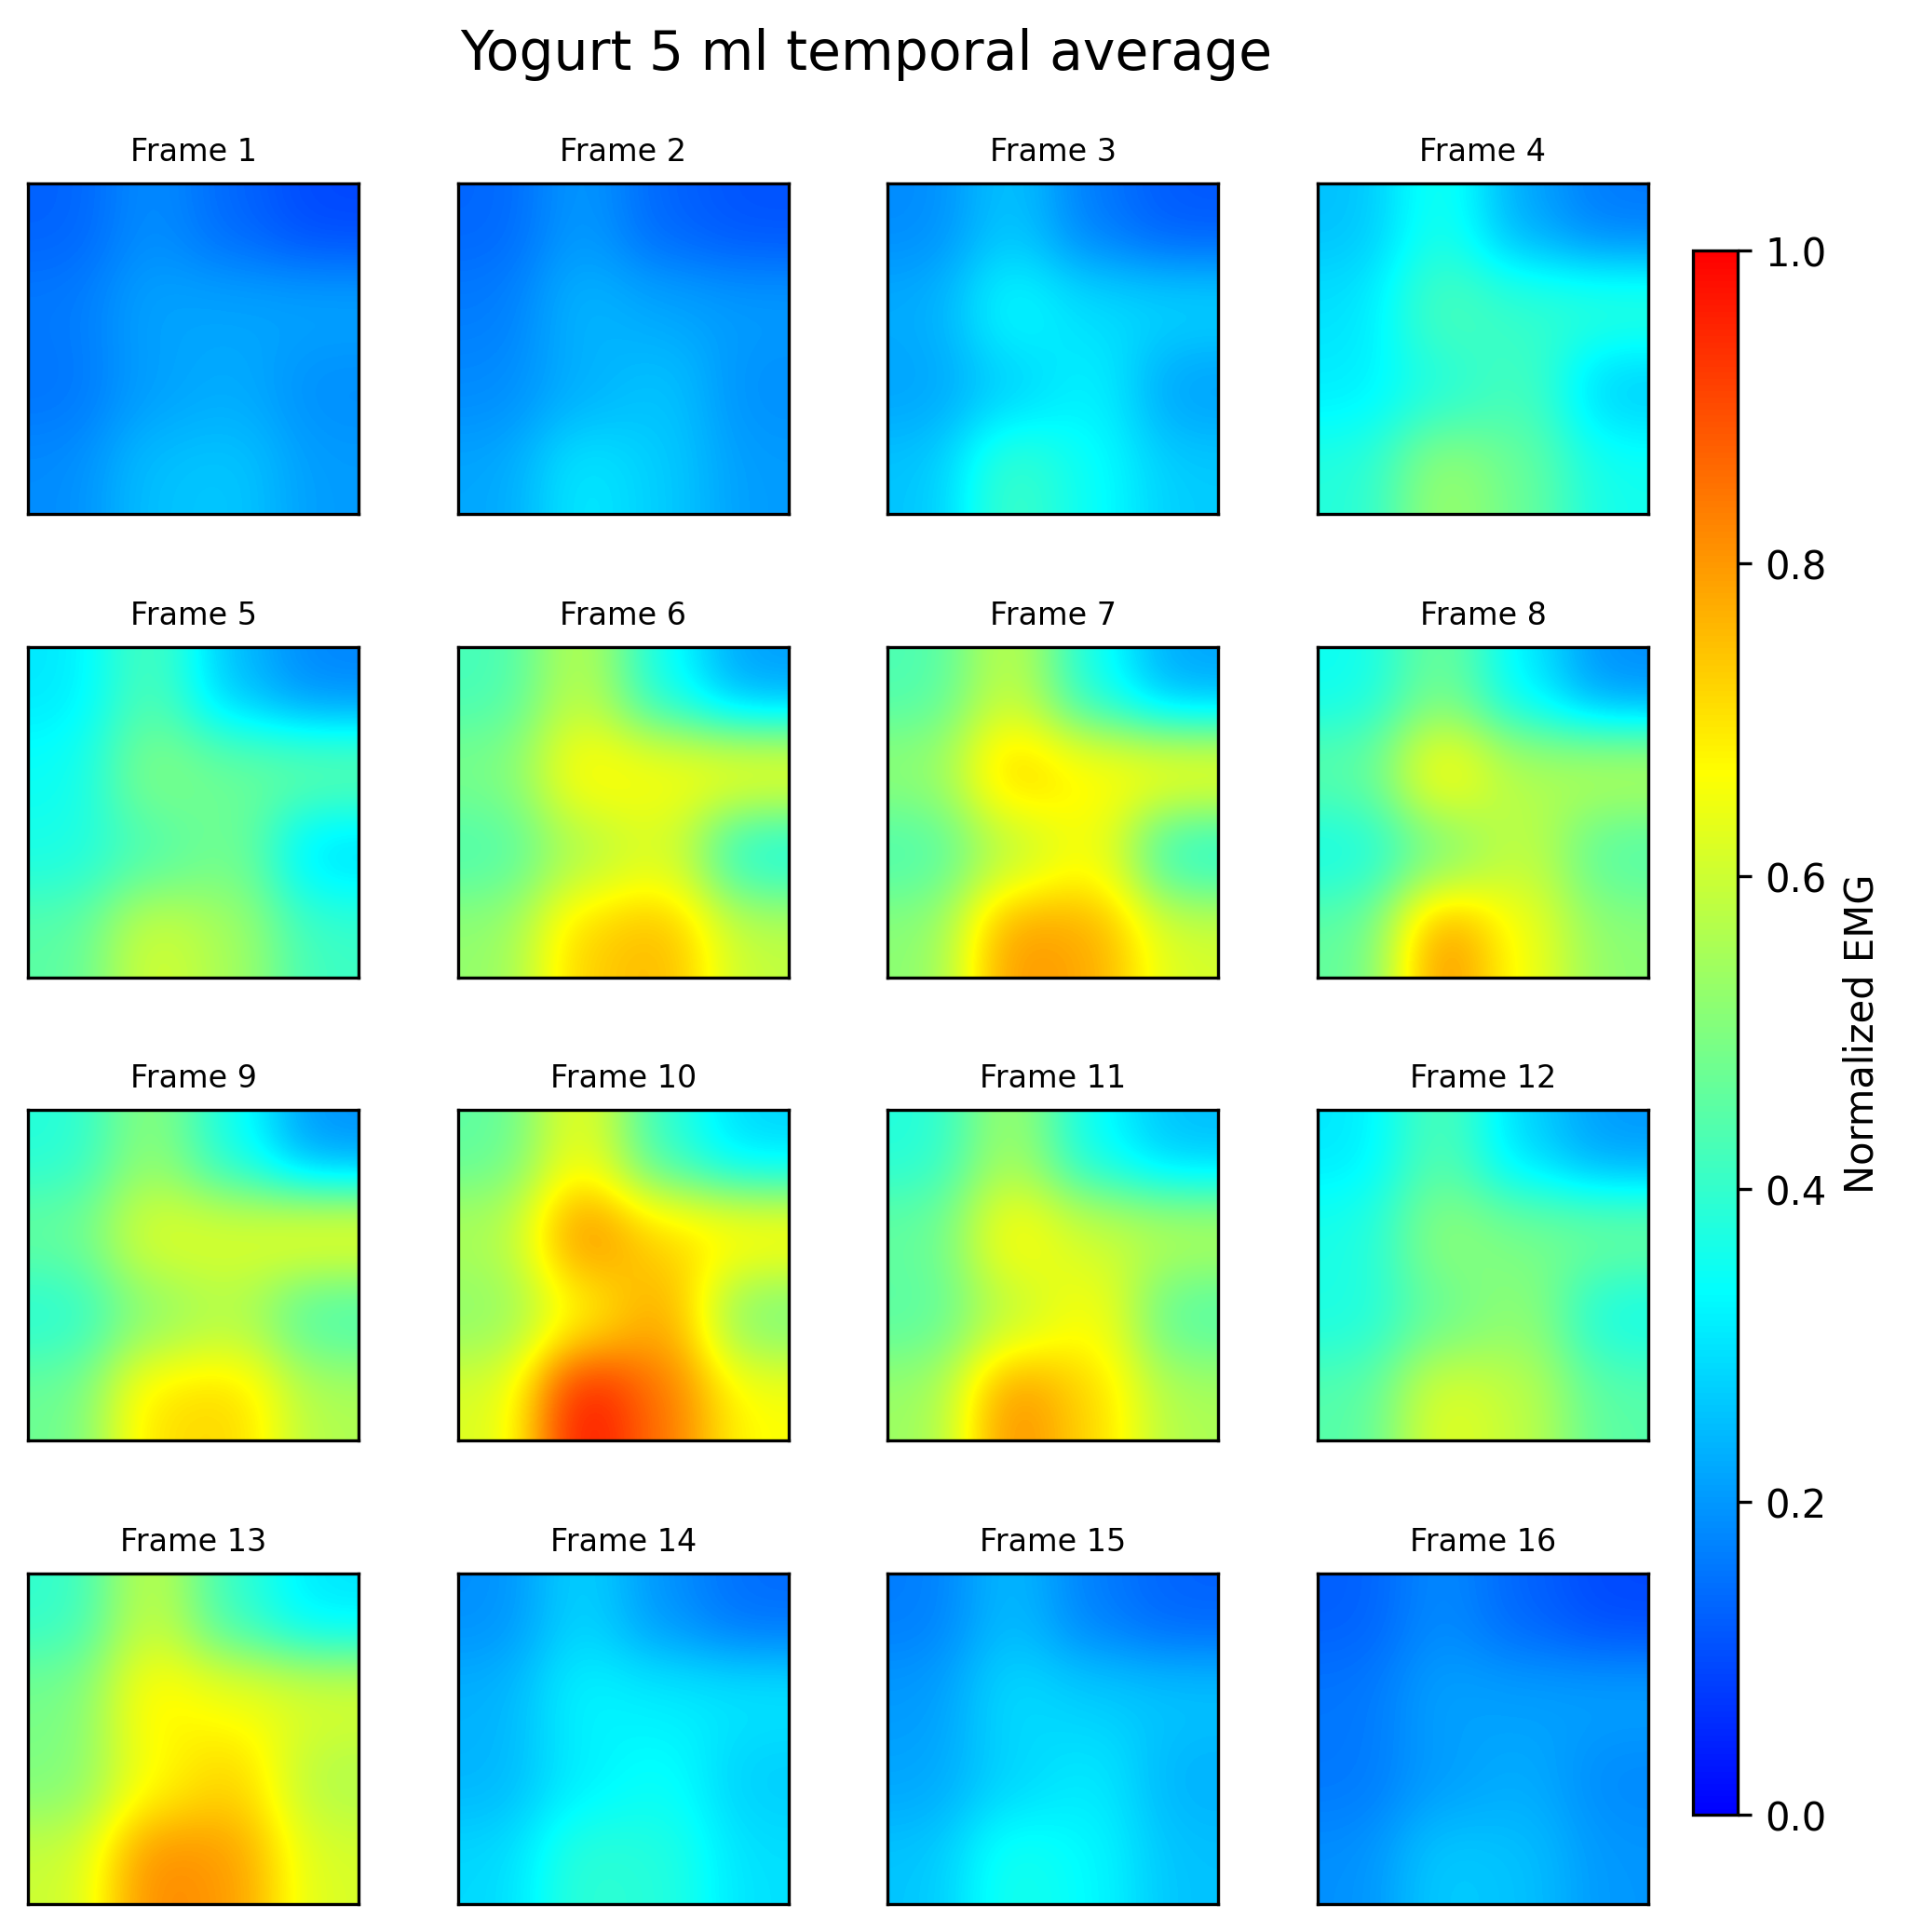 Yogurt 5 ml temporal average
Frame 1
Frame 2
Frame 3
Frame 4
Frame 5
Frame 6
Frame 7
Frame 8
Frame 9
Frame 10
Frame 11
Frame 12
Frame 13
Frame 14
Frame 15
Frame 16
1.0
0.8
0.6
0.4
0.2
0.0
Normalized EMG